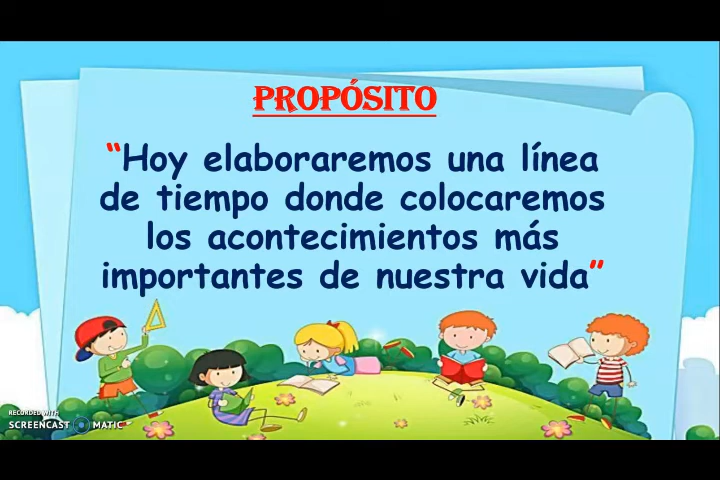 PROPÓSITO
“Hoy elaboraremos una línea
de tiempo donde colocaremos
los acontecimientos más
importantes de nuestra vida”
RECORDED WITH
SCREENCAST MATIC